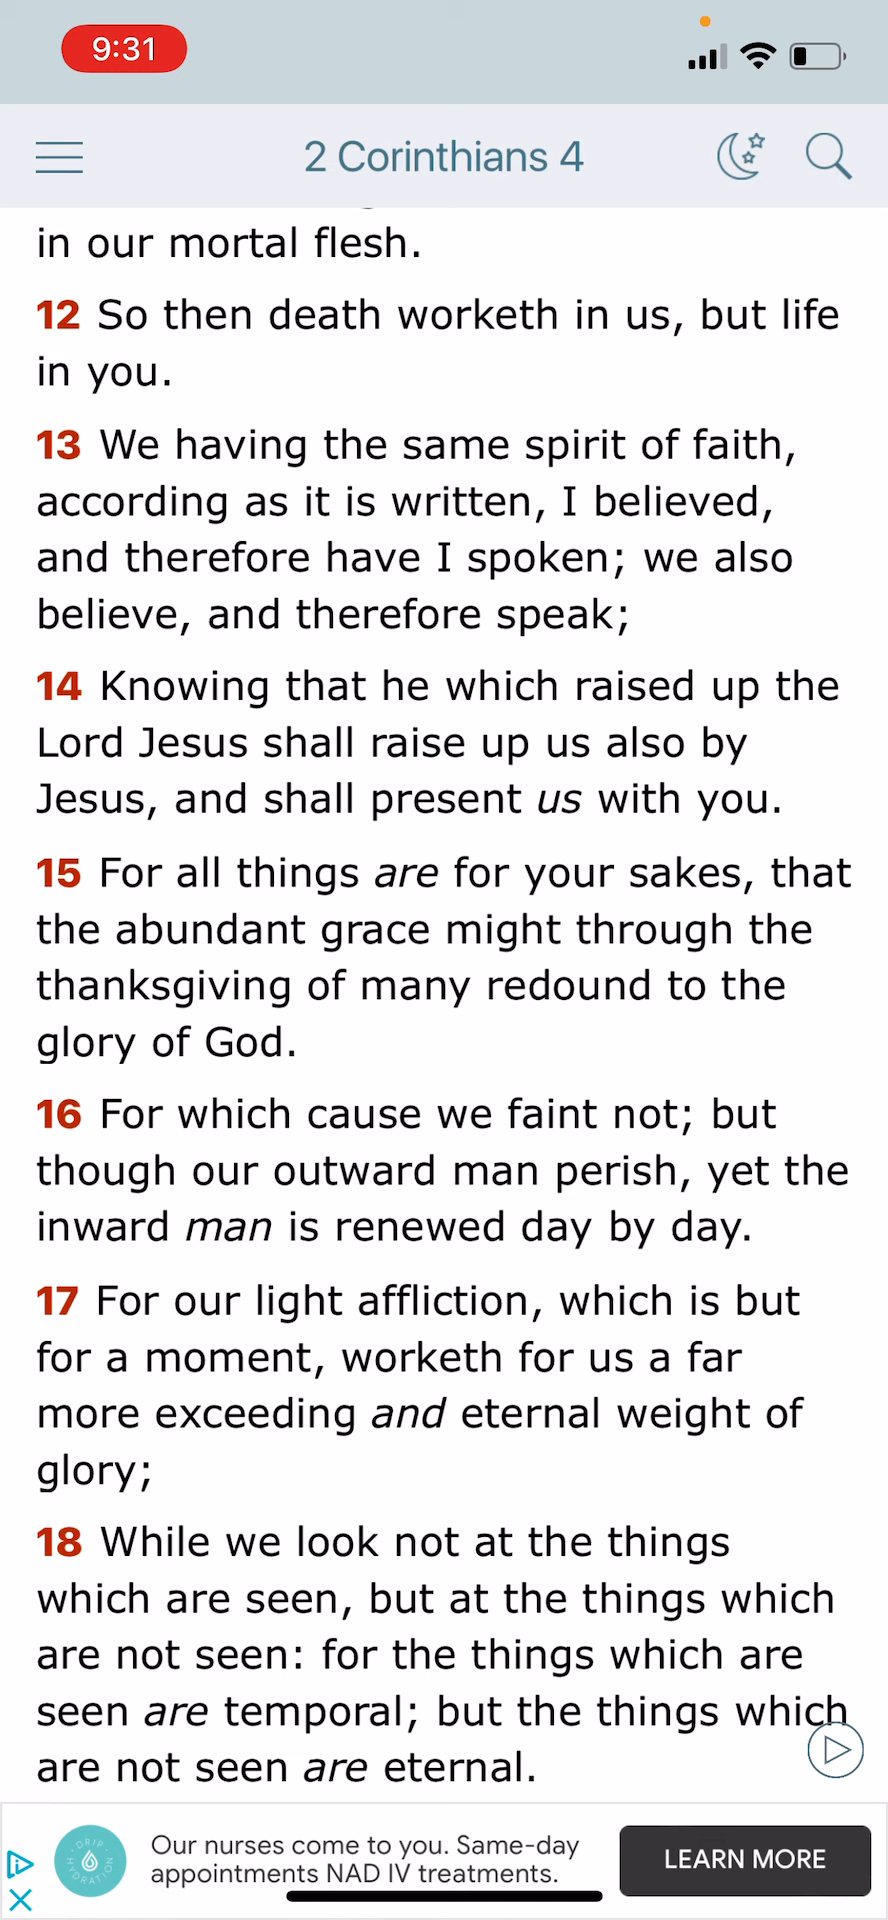 9:31
2 Corinthians 4
in our mortal flesh.
12 So then death worketh in us, but life
in you.
13 We having the same spirit of faith,
according as it is written, I believed,
and therefore have I spoken; we also
believe, and therefore speak;
14 Knowing that he which raised up the
Lord Jesus shall raise up us also by
Jesus, and shall present us with you.
15 For all things are for your sakes, that
the abundant grace might through the
thanksgiving of many redound to the
glory of God.
16 For which cause we faint not; but
though our outward man perish, yet the
inward man is renewed day by day.
17 For our light affliction, which is but
for a moment, worketh for us a far
more exceeding and eternal weight of
glory;
18 While we look not at the things
which are seen, but at the things which
are not seen: for the things which are
seen are temporal; but the things which
are not seen are eternal.
DRIP
HYDRATION
Our nurses come to you. Same-day
appointments NAD IV treatments.
LEARN MORE